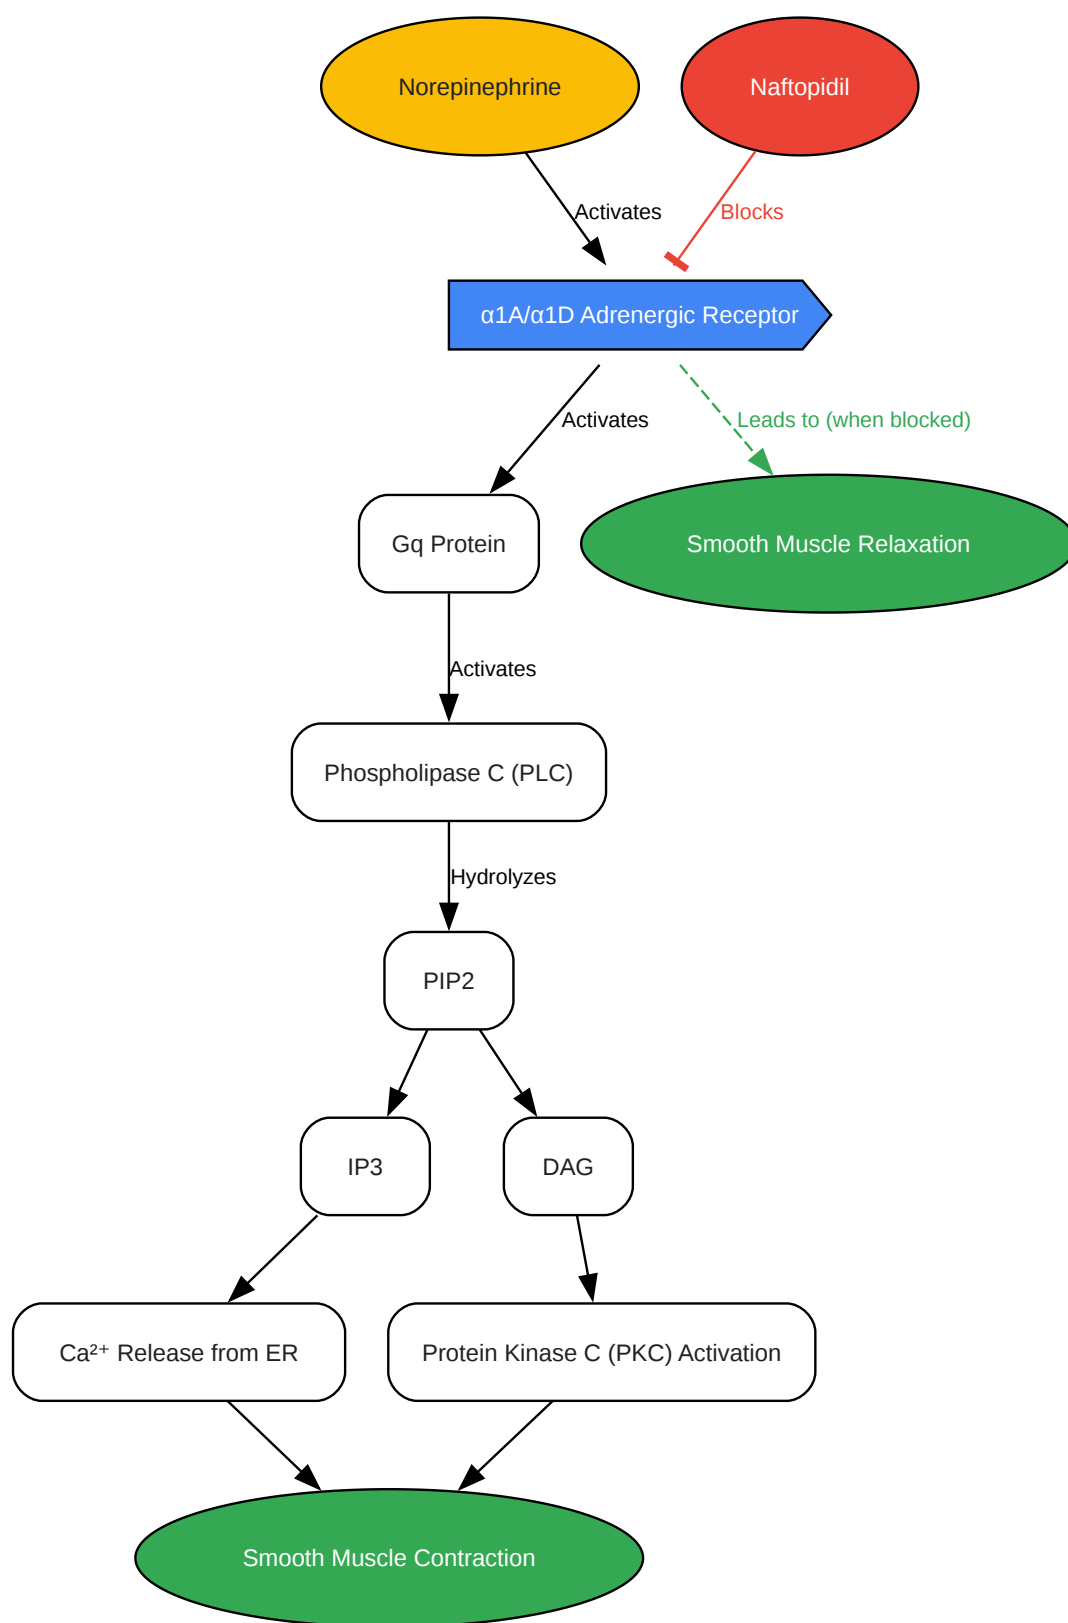 Norepinephrine
Naftopidil
Activates
Blocks
α1A/α1D Adrenergic Receptor
Activates
Leads to (when blocked)
Gq Protein
Smooth Muscle Relaxation
Activates
Phospholipase C (PLC)
Hydrolyzes
PIP2
IP3
DAG
Ca²⁺ Release from ER
Protein Kinase C (PKC) Activation
Smooth Muscle Contraction